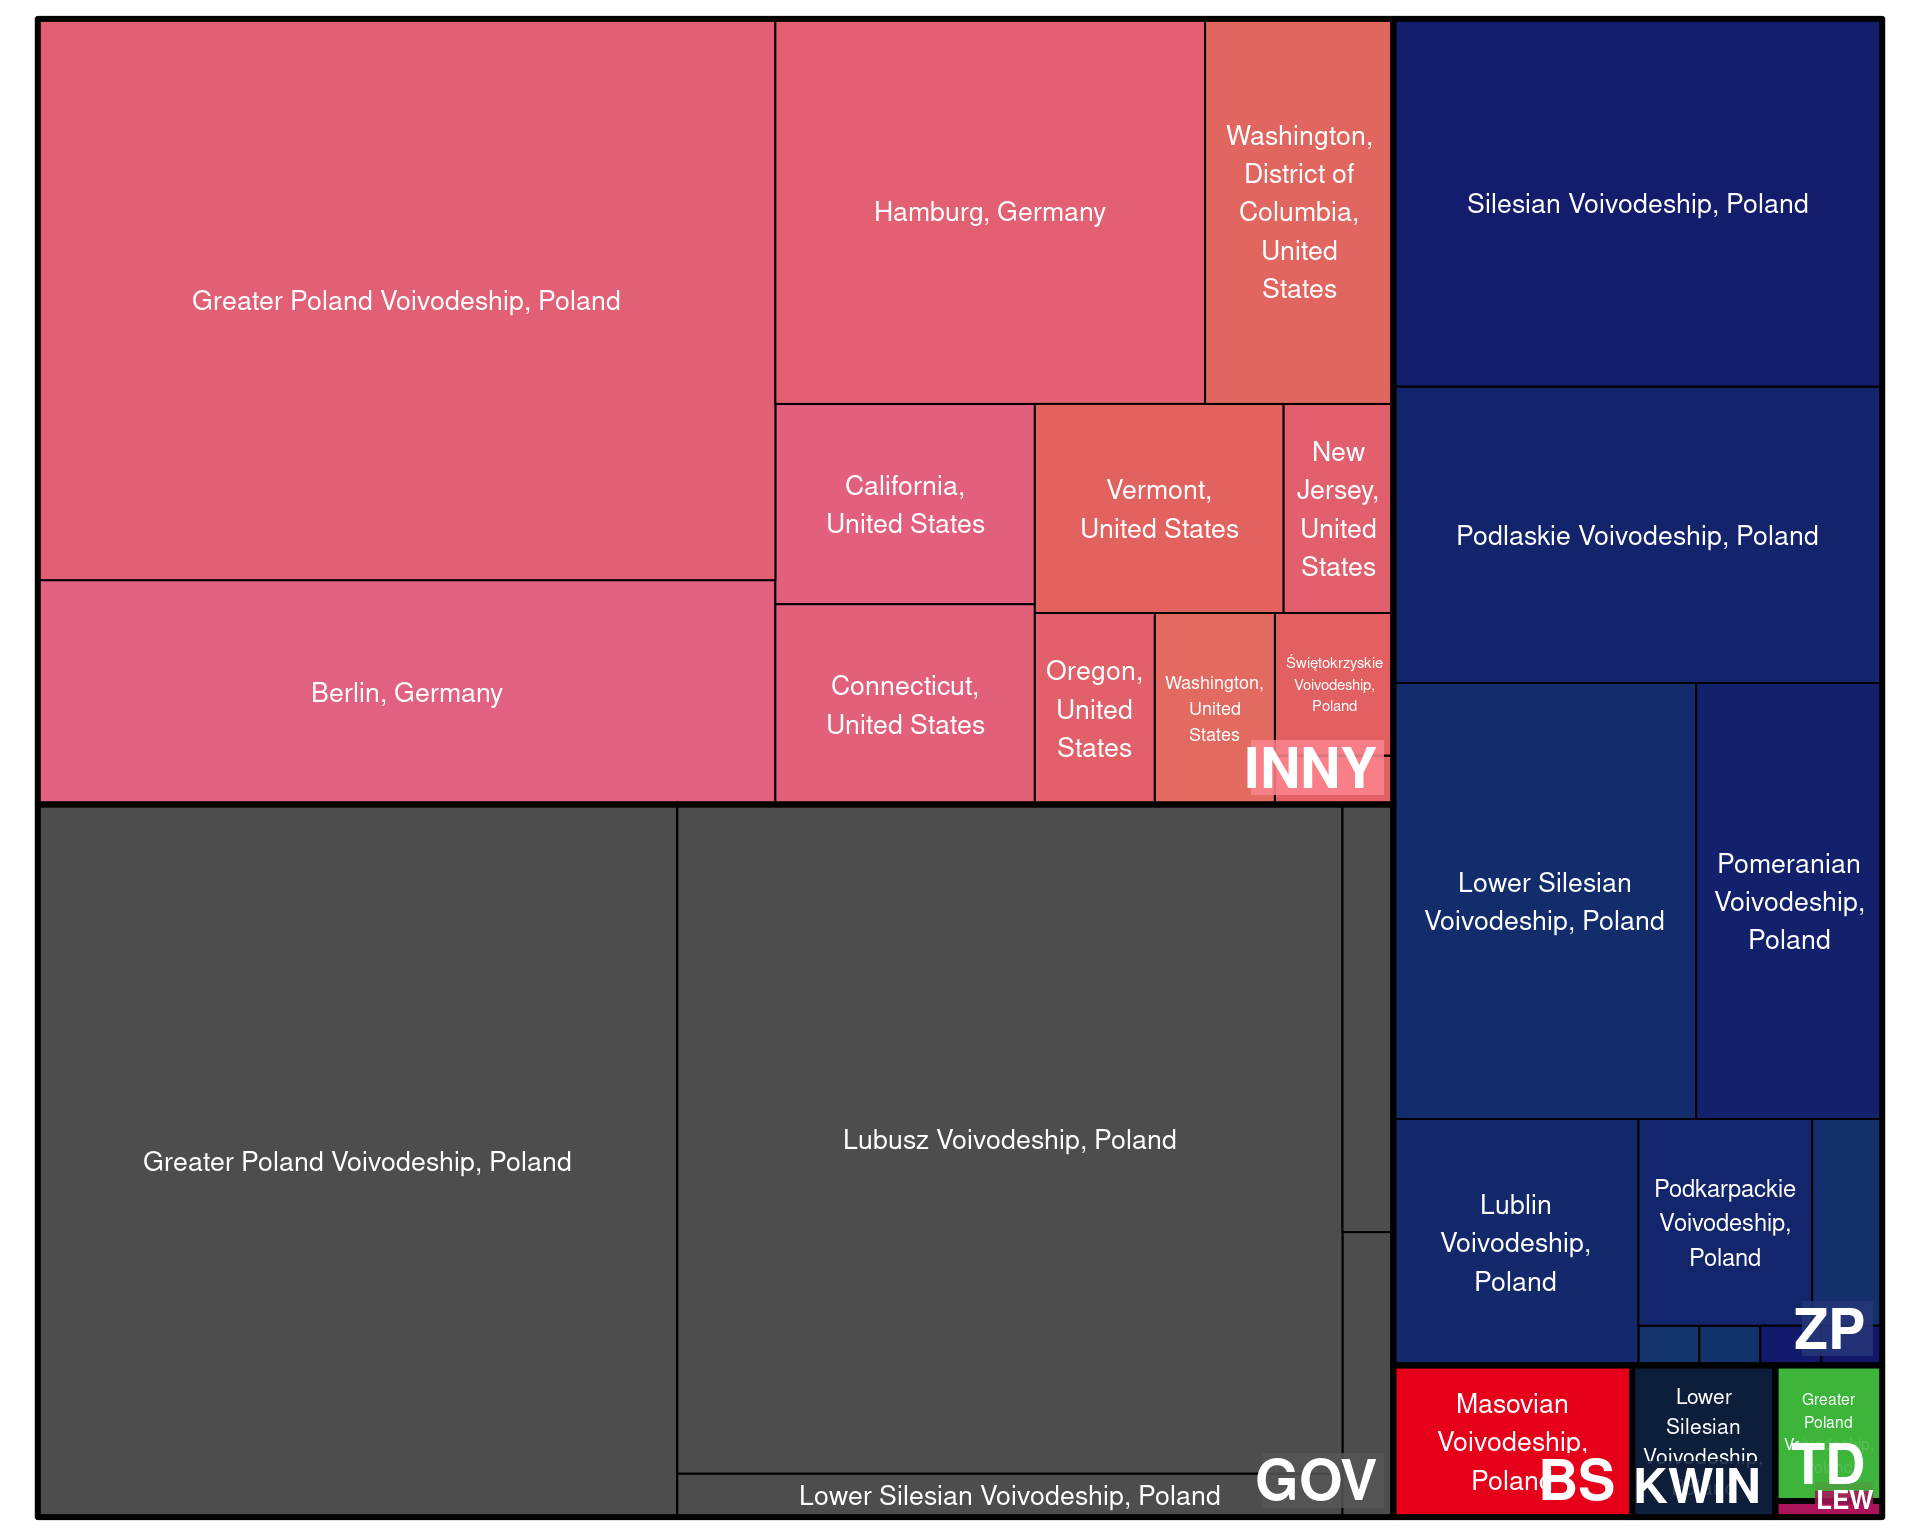 Greater Poland Voivodeship, Poland
Hamburg, Germany
Washington,
District of
Columbia,
United
States
Silesian Voivodeship, Poland
California,
United States
Vermont,
United States
New
Jersey,
United
States
Podlaskie Voivodeship, Poland
Berlin, Germany
Connecticut,
United States
Oregon,
United
States
Washington,
United
States
Świętokrzyskie
Voivodeship,
Poland
INNY
Lower Silesian
Voivodeship, Poland
Pomeranian
Voivodeship,
Poland
Greater Poland Voivodeship, Poland
Lubusz Voivodeship, Poland
Lower Silesian Voivodeship, Poland
GOV
Lublin
Voivodeship,
Poland
Podkarpackie
Voivodeship,
Poland
ZP
Masovian
Voivodeship,
Poland
BS
Lower
Silesian
Voivodeship,
KWIN
Greater
Poland
TD
LEW